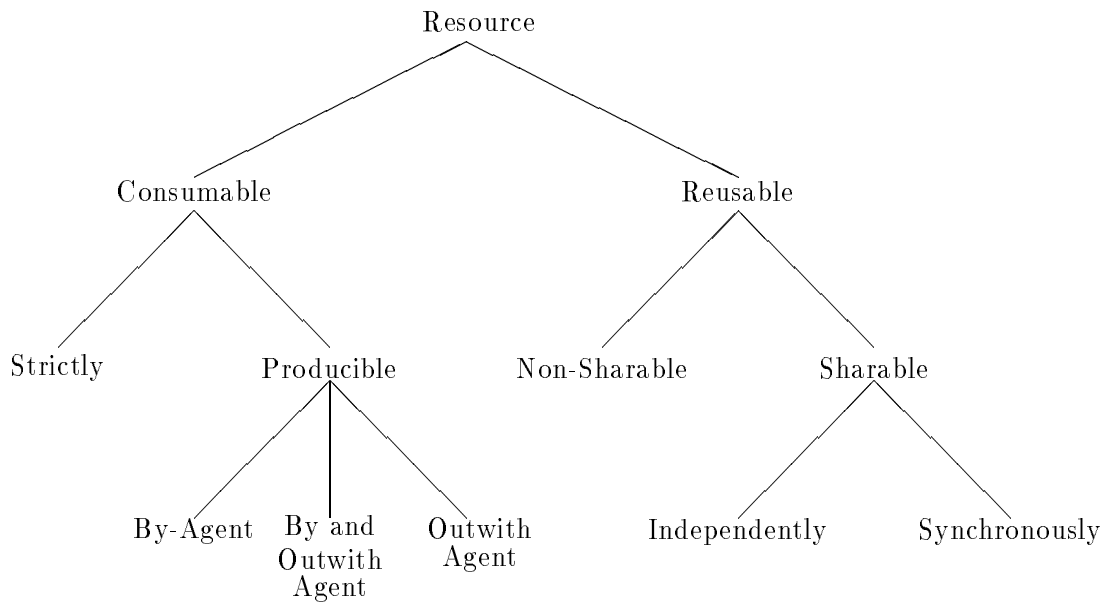 Resource
Consumable
Reusable
Strictly
Producible
Non-Sharable
Sharable
By-Agent
By and
Outwith
Agent
Outwith
Agent
Independently
Synchronously